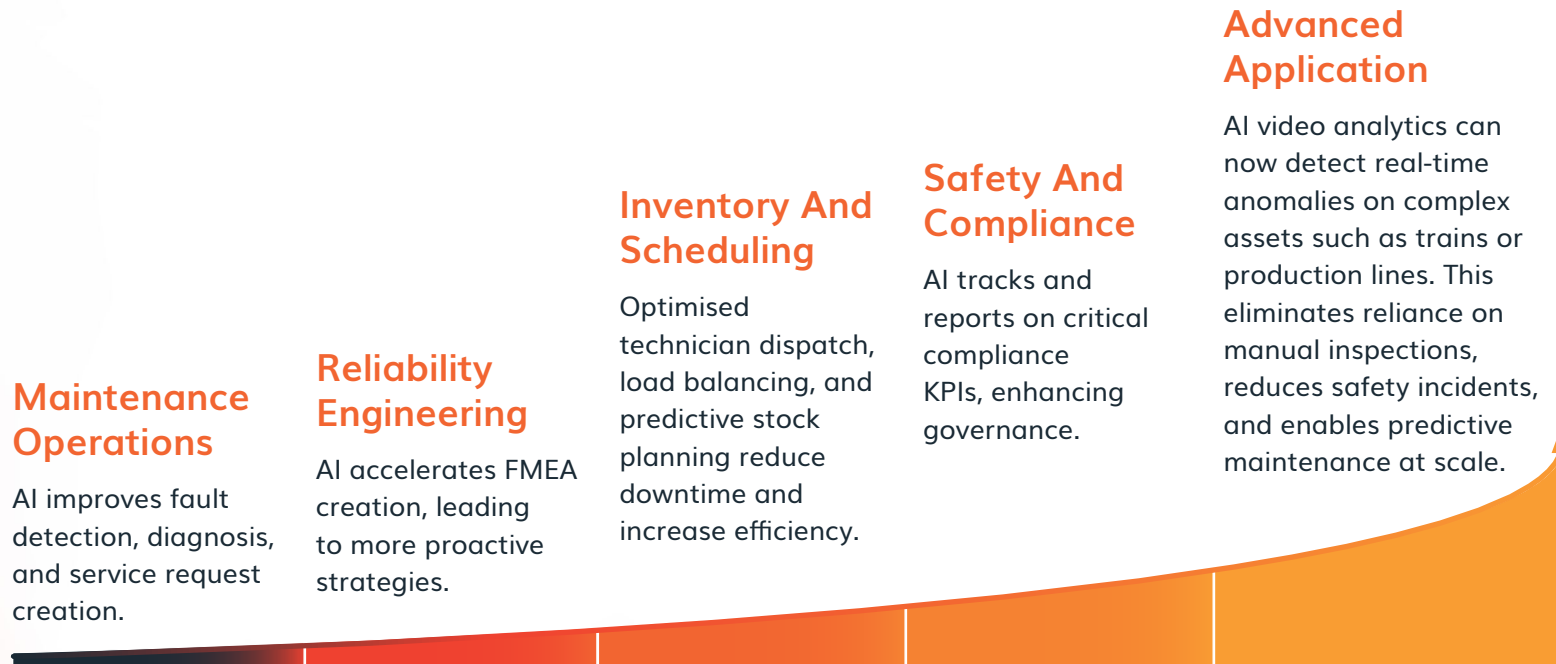 Maintenance
Operations
AI improves fault
detection, diagnosis,
and service request
creation.
Reliability
Engineering
AI accelerates FMEA
creation, leading
to more proactive
strategies.
Inventory And
Scheduling
Optimised
technician dispatch,
load balancing, and
predictive stock
planning reduce
downtime and
increase efficiency.
Safety And
Compliance
AI tracks and
reports on critical
compliance
KPIs, enhancing
governance.
Advanced
Application
AI video analytics can
now detect real-time
anomalies on complex
assets such as trains or
production lines. This
eliminates reliance on
manual inspections,
reduces safety incidents,
and enables predictive
maintenance at scale.